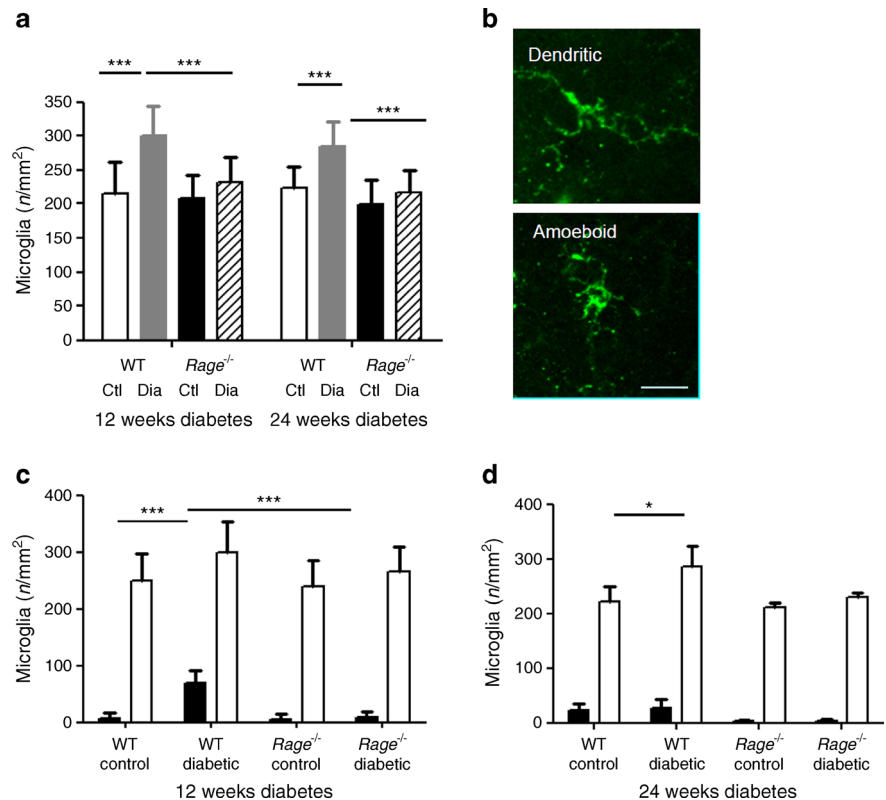 a
*** ***
***
***
350
300
250
200
150
100
50
0
Microglia (n/mm²)
WT Rage-/- WT Rage-/-
Ctl Dia Ctl Dia Ctl Dia Ctl Dia
12 weeks diabetes 24 weeks diabetes
b
Dendritic
Amoeboid
c
***
***
400
300
200
100
0
Microglia (n/mm²)
WT WT Rage-/- Rage-/-
control diabetic control diabetic
12 weeks diabetes
d
*
400
300
200
100
0
Microglia (n/mm²)
WT WT Rage-/- Rage-/-
control diabetic control diabetic
24 weeks diabetes